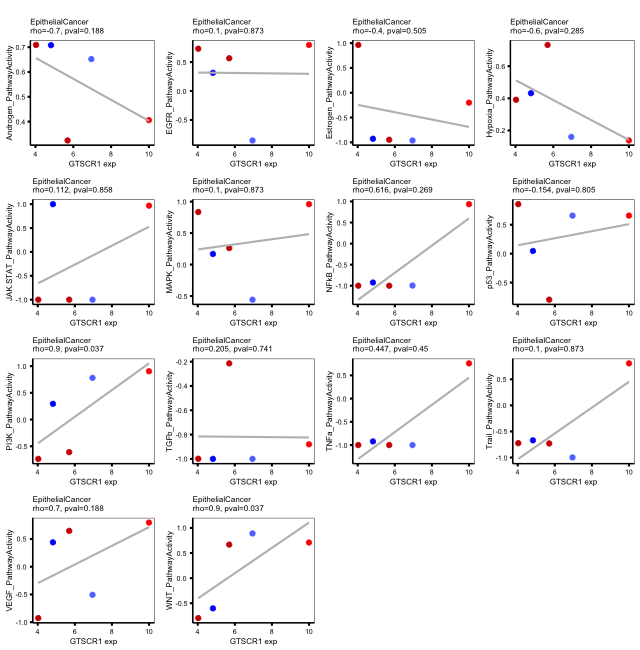 EpithelialCancer
rho=-0.7, pval=0.188
Androgen_PathwayActivity
0.7
0.6
0.5
0.4
4
6
8
10
GTSCR1 exp
EpithelialCancer
rho=0.1, pval=0.873
EGFR_PathwayActivity
0.5
0.0
-0.5
4
6
8
10
GTSCR1 exp
EpithelialCancer
rho=-0.4, pval=0.505
Estrogen_PathwayActivity
1.0
0.5
0.0
-0.5
-1.0
4
6
8
10
GTSCR1 exp
EpithelialCancer
rho=-0.6, pval=0.285
Hypoxia_PathwayActivity
0.6
0.4
0.2
4
6
8
10
GTSCR1 exp
EpithelialCancer
rho=0.112, pval=0.858
JAK.STAT_PathwayActivity
1.0
0.5
0.0
-0.5
-1.0
4
6
8
10
GTSCR1 exp
EpithelialCancer
rho=0.1, pval=0.873
MAPK_PathwayActivity
1.0
0.5
0.0
-0.5
4
6
8
10
GTSCR1 exp
EpithelialCancer
rho=0.616, pval=0.269
NFkB_PathwayActivity
1.0
0.5
0.0
-0.5
-1.0
4
6
8
10
GTSCR1 exp
EpithelialCancer
rho=-0.154, pval=0.805
p53_PathwayActivity
0.5
0.0
-0.5
4
6
8
10
GTSCR1 exp
EpithelialCancer
rho=0.9, pval=0.037
PI3K_PathwayActivity
1.0
0.5
0.0
-0.5
4
6
8
10
GTSCR1 exp
EpithelialCancer
rho=0.205, pval=0.741
TGFb_PathwayActivity
-0.2
-0.4
-0.6
-0.8
-1.0
4
6
8
10
GTSCR1 exp
EpithelialCancer
rho=0.447, pval=0.45
TNFa_PathwayActivity
0.5
0.0
-0.5
-1.0
4
6
8
10
GTSCR1 exp
EpithelialCancer
rho=0.1, pval=0.873
Trail_PathwayActivity
0.5
0.0
-0.5
-1.0
4
6
8
10
GTSCR1 exp
EpithelialCancer
rho=0.7, pval=0.188
VEGF_PathwayActivity
0.5
0.0
-0.5
-1.0
4
6
8
10
GTSCR1 exp
EpithelialCancer
rho=0.9, pval=0.037
WNT_PathwayActivity
1.0
0.5
0.0
-0.5
4
6
8
10
GTSCR1 exp